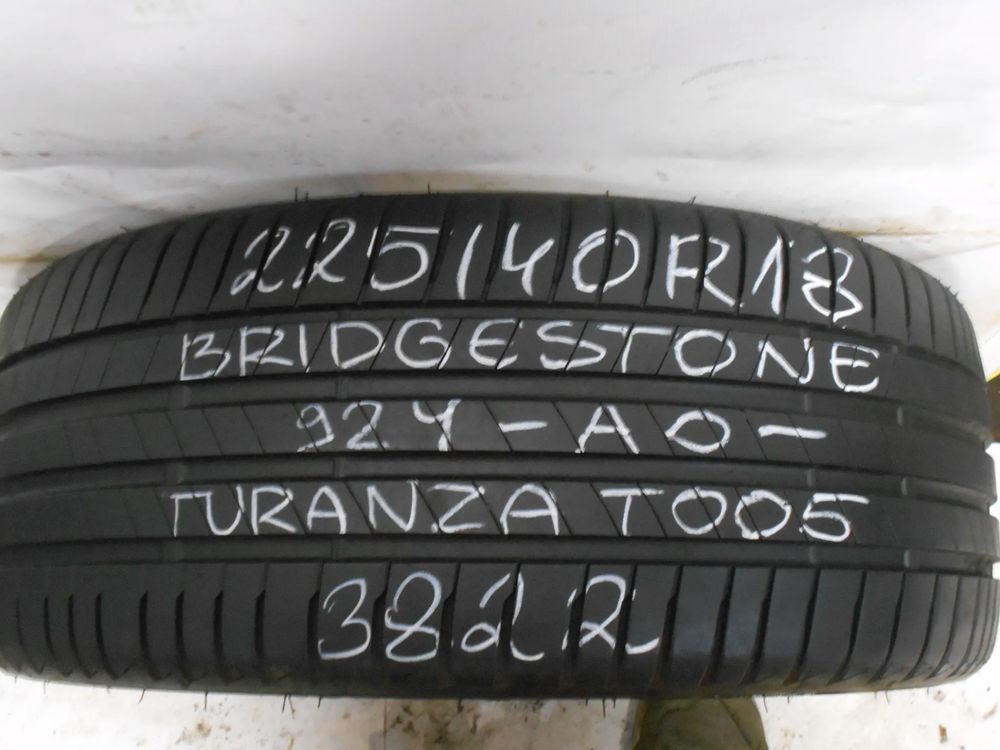 225/40R18
BRIDGESTONE
92Y - AO -
TURANZA T005
3822